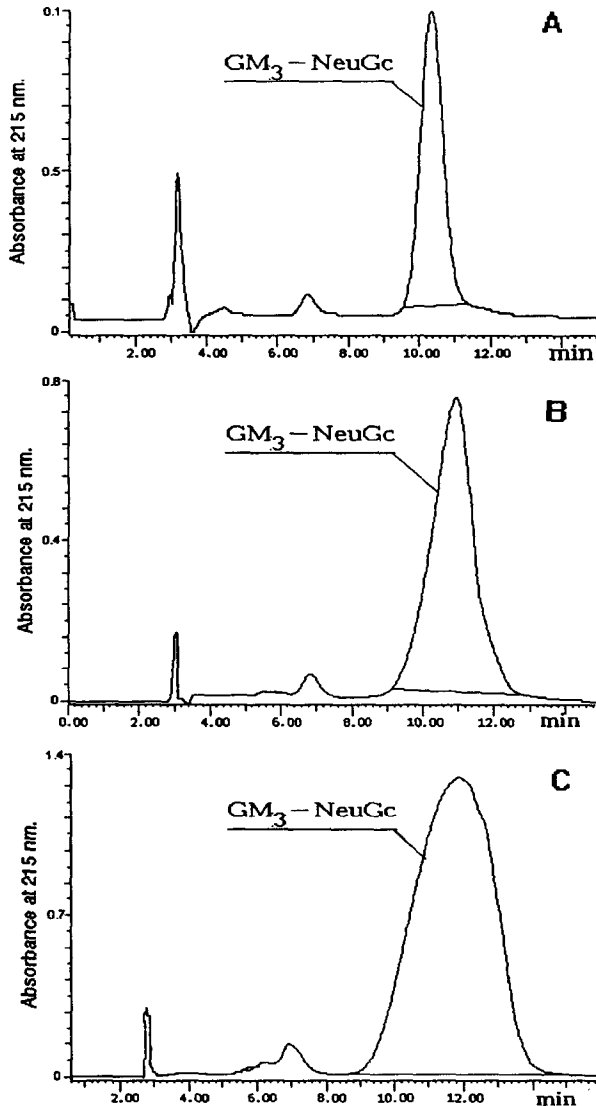 A
0.1
0.5
0
Absorbance at 215 nm.
GM3 – NeuGc
2.00 4.00 6.00 8.00 10.00 12.00 min
B
0.8
0.4
0
Absorbance at 215 nm.
GM3 – NeuGc
0.00 2.00 4.00 6.00 8.00 10.00 12.00 min
C
1.4
0.7
0
Absorbance at 215 nm.
GM3 – NeuGc
2.00 4.00 6.00 8.00 10.00 12.00 min